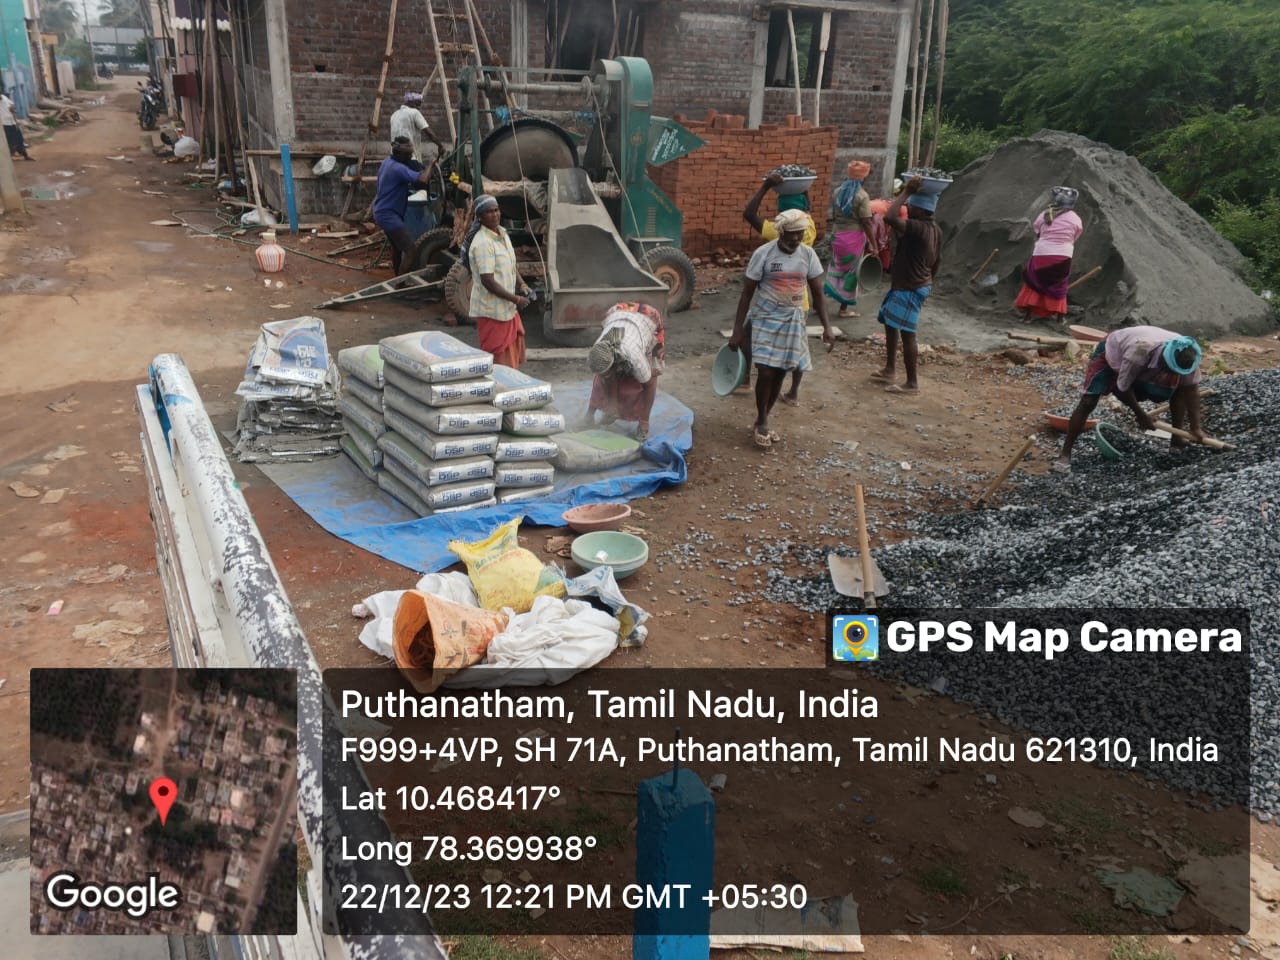 GPS Map Camera
Puthanatham, Tamil Nadu, India
F999+4VP, SH 71A, Puthanatham, Tamil Nadu 621310, India
Lat 10.468417°
Long 78.369938°
22/12/23 12:21 PM GMT +05:30
Google